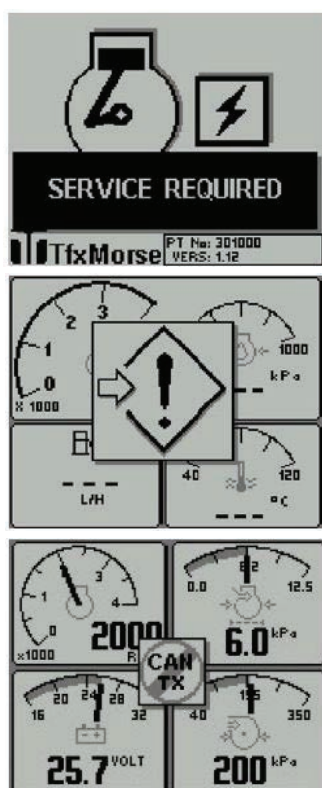 SERVICE REQUIRED
TfxMorse
PT No: 301000
VERS: 1.12
0
1
2
3
X 1000
1000
kPa
---
L/H
40
120
---
°C
0
1
3
4
x1000
2000
R
0.0
12.5
6.0 kPa
CAN
TX
16
20
24
28
32
25.7 VOLT
40
350
200 kPa